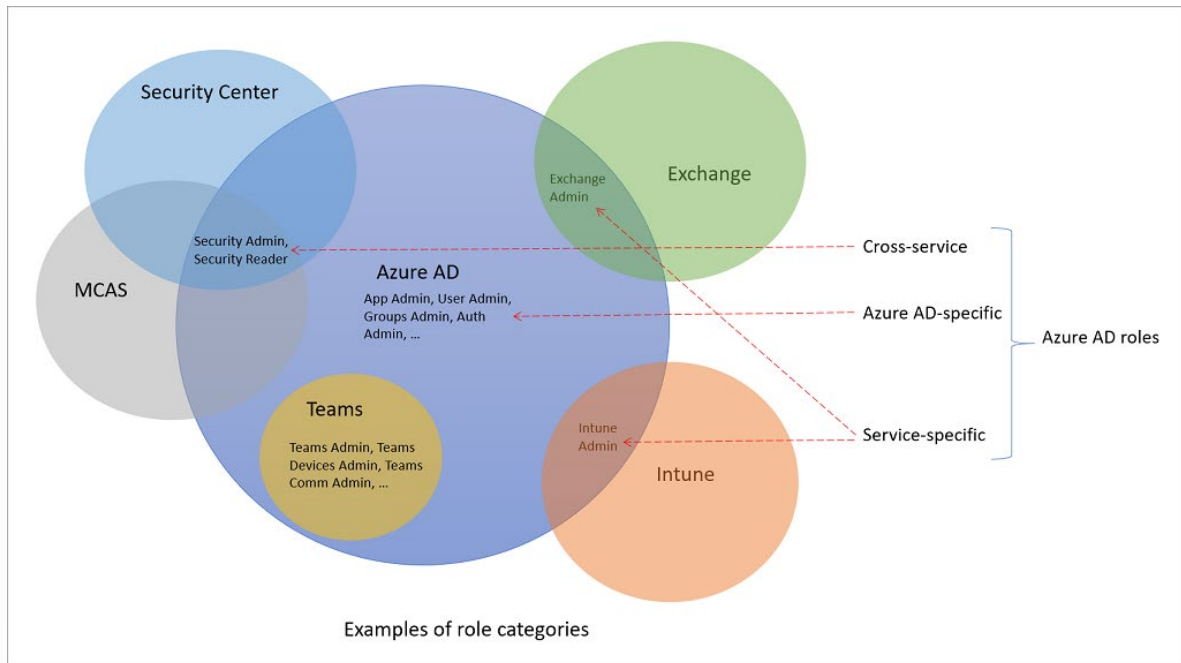 Security Center
Exchange
Admin
Exchange
Security Admin,
Security Reader
Cross-service
MCAS
Azure AD
App Admin, User Admin,
Groups Admin, Auth
Admin, ...
Azure AD-specific
Azure AD roles
Teams
Teams Admin, Teams
Devices Admin, Teams
Comm Admin, ...
Intune
Admin
Service-specific
Intune
Examples of role categories